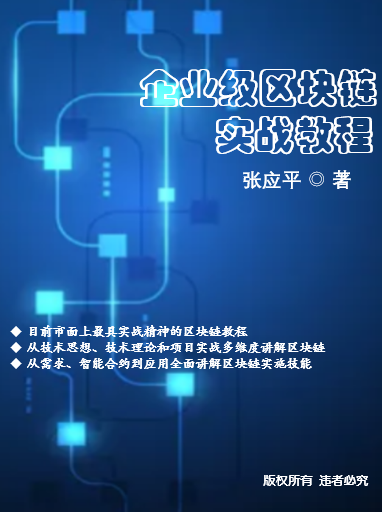 企业级区块链
实战教程
张应平 ◎ 著
◆ 目前市面上最具实战精神的区块链教程
◆ 从技术思想、技术理论和项目实战多维度讲解区块链
◆ 从需求、智能合约到应用全面讲解区块链实施技能
版权所有 违者必究